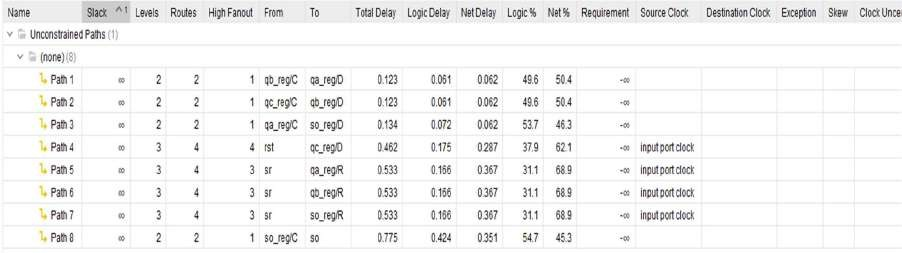 Name Slack ^1 Levels Routes High Fanout From To Total Delay Logic Delay Net Delay Logic % Net % Requirement Source Clock Destination Clock Exception Skew Clock Uncer
Unconstrained Paths (1)
(none) (8)
Path 1 ∞ 2 2 1 qb_reg/C qa_reg/D 0.123 0.061 0.062 49.6 50.4 -∞
Path 2 ∞ 2 2 1 qc_reg/C qb_reg/D 0.123 0.061 0.062 49.6 50.4 -∞
Path 3 ∞ 2 2 1 qa_reg/C so_reg/D 0.134 0.072 0.062 53.7 46.3 -∞
Path 4 ∞ 3 4 4 rst qc_reg/D 0.462 0.175 0.287 37.9 62.1 -∞ input port clock
Path 5 ∞ 3 4 3 sr qa_reg/R 0.533 0.166 0.367 31.1 68.9 -∞ input port clock
Path 6 ∞ 3 4 3 sr qb_reg/R 0.533 0.166 0.367 31.1 68.9 -∞ input port clock
Path 7 ∞ 3 4 3 sr so_reg/R 0.533 0.166 0.367 31.1 68.9 -∞ input port clock
Path 8 ∞ 2 2 1 so_reg/C so 0.775 0.424 0.351 54.7 45.3 -∞